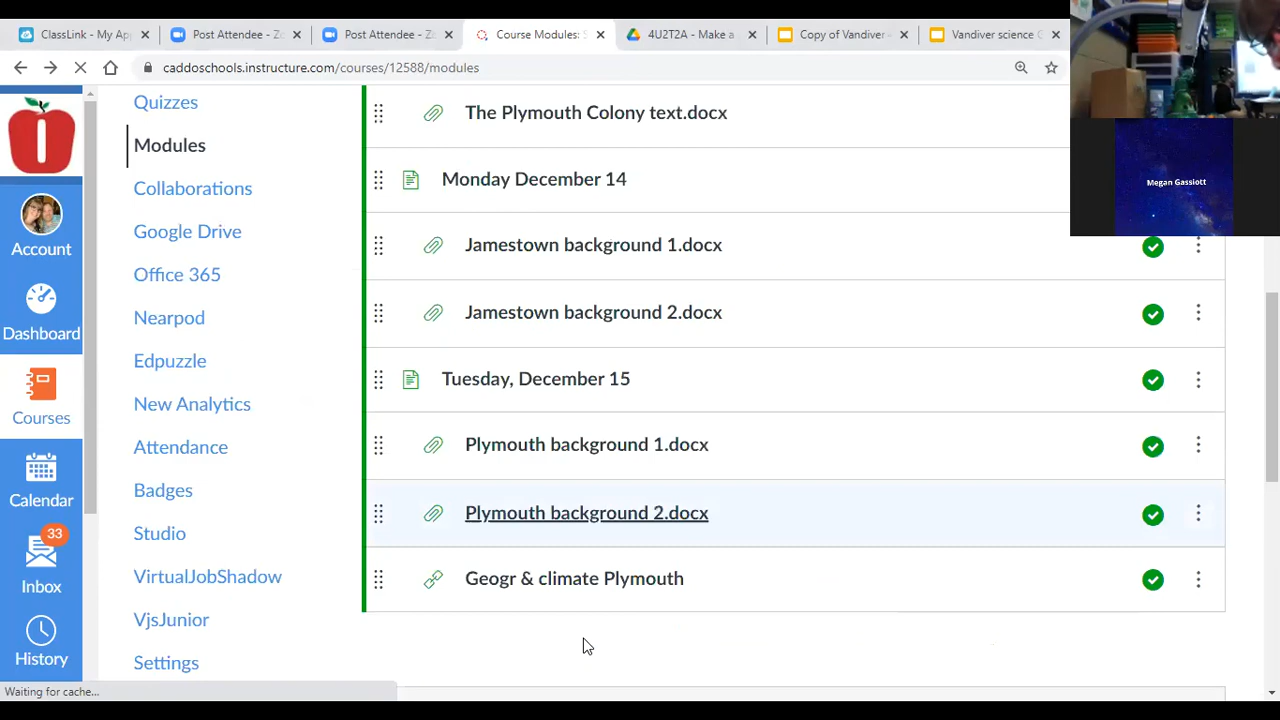 ClassLink - My Ap
Post Attendee - Zo
Post Attendee - Zo
Course Modules: S
4U2T2A - Make S
Copy of Vandiver
Vandiver science G
caddoschools.instructure.com/courses/12588/modules
Account
Dashboard
Courses
Calendar
33
Inbox
History
Quizzes
Modules
Collaborations
Google Drive
Office 365
Nearpod
Edpuzzle
New Analytics
Attendance
Badges
Studio
VirtualJobShadow
VjsJunior
Settings
The Plymouth Colony text.docx
Monday December 14
Jamestown background 1.docx
Jamestown background 2.docx
Tuesday, December 15
Plymouth background 1.docx
Plymouth background 2.docx
Geogr & climate Plymouth
Megan Gassiott
Waiting for cache...